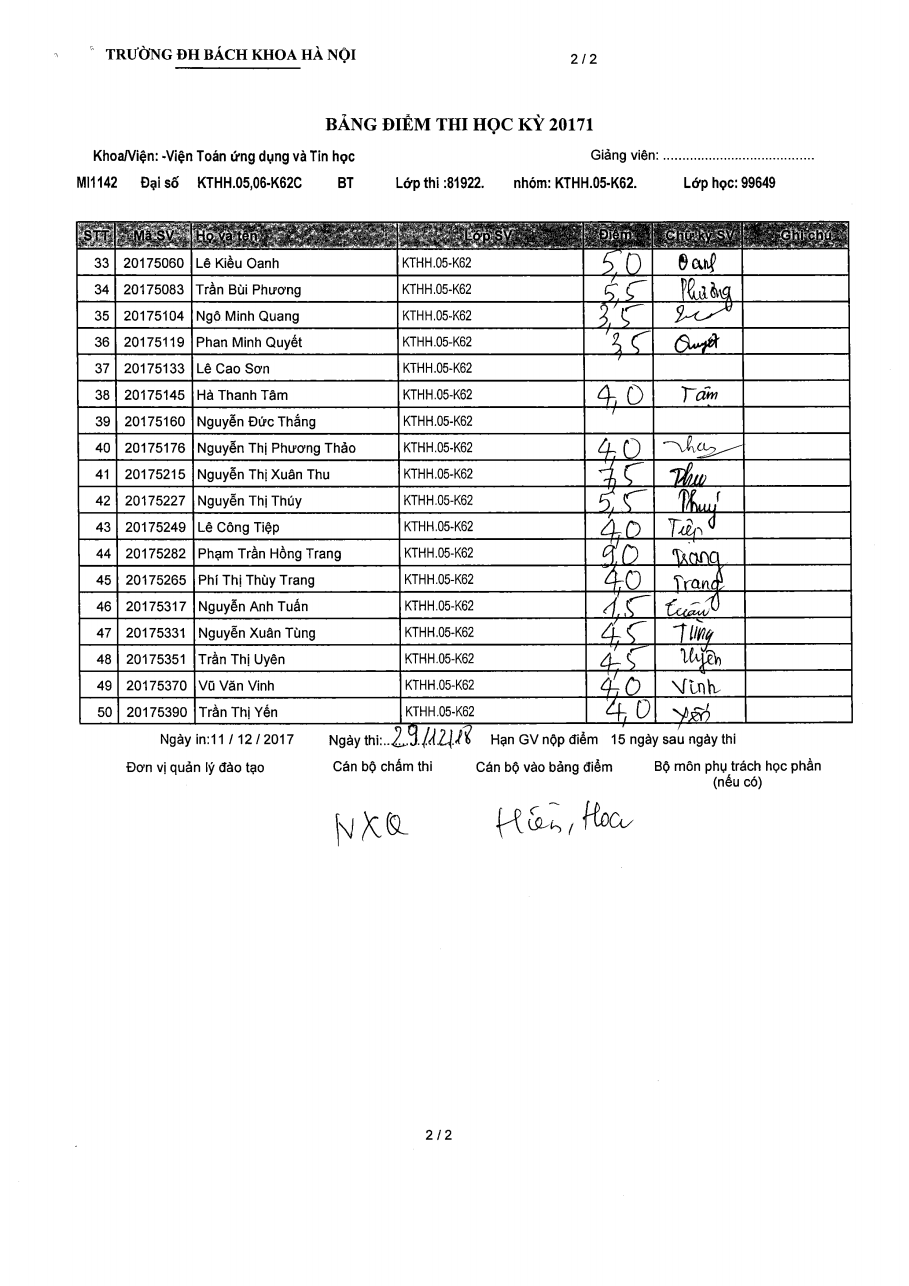 TRƯỜNG ĐH BÁCH KHOA HÀ NỘI 2 / 2
BẢNG ĐIỂM THI HỌC KỲ 20171
Khoa/Viện: -Viện Toán ứng dụng và Tin học Giảng viên: ........................................
MI1142 Đại số KTHH.05,06-K62C BT Lớp thi :81922. nhóm: KTHH.05-K62. Lớp học: 99649
STT Mã SV Họ và tên Lớp SV Điểm Chữ ký SV Ghi chú
33 20175060 Lê Kiều Oanh KTHH.05-K62 5,0 Oanh
34 20175083 Trần Bùi Phương KTHH.05-K62 5,5 Phương
35 20175104 Ngô Minh Quang KTHH.05-K62 3,5
36 20175119 Phan Minh Quyết KTHH.05-K62 3,5 Quyết
37 20175133 Lê Cao Sơn KTHH.05-K62
38 20175145 Hà Thanh Tâm KTHH.05-K62 4,0 Tâm
39 20175160 Nguyễn Đức Thắng KTHH.05-K62
40 20175176 Nguyễn Thị Phương Thảo KTHH.05-K62 4,0 Thảo
41 20175215 Nguyễn Thị Xuân Thu KTHH.05-K62 7,5 Thu
42 20175227 Nguyễn Thị Thúy KTHH.05-K62 5,5 Thuý
43 20175249 Lê Công Tiệp KTHH.05-K62 4,0 Tiệp
44 20175282 Phạm Trần Hồng Trang KTHH.05-K62 9,0 Trang
45 20175265 Phí Thị Thùy Trang KTHH.05-K62 4,0 Trang
46 20175317 Nguyễn Anh Tuấn KTHH.05-K62 1,5 Tuấn
47 20175331 Nguyễn Xuân Tùng KTHH.05-K62 4,5 Tùng
48 20175351 Trần Thị Uyên KTHH.05-K62 4,5 Uyên
49 20175370 Vũ Văn Vinh KTHH.05-K62 4,0 Vinh
50 20175390 Trần Thị Yến KTHH.05-K62 4,0 Yến
Ngày in:11 / 12 / 2017 Ngày thi:...29/12/18 Hạn GV nộp điểm 15 ngày sau ngày thi
Đơn vị quản lý đào tạo Cán bộ chấm thi Cán bộ vào bảng điểm Bộ môn phụ trách học phần
(nếu có)
NXQ Hiền, Hoa
2 / 2